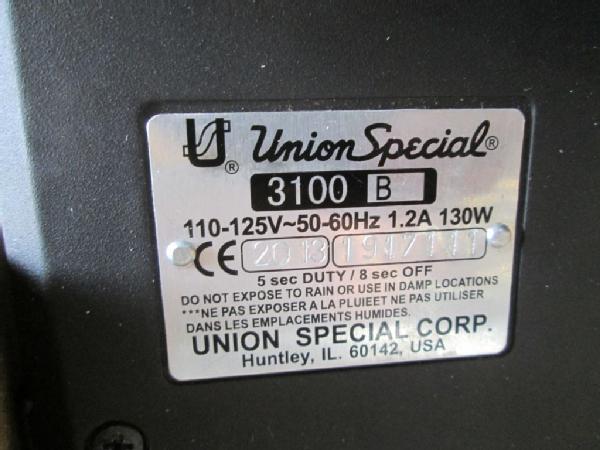 U® Union Special®
3100 B
110-125V~50-60Hz 1.2A 130W
CE 2013 1917111
5 sec DUTY / 8 sec OFF
DO NOT EXPOSE TO RAIN OR USE IN DAMP LOCATIONS
***NE PAS EXPOSER A LA PLUIEET NE PAS UTILISER
DANS LES EMPLACEMENTS HUMIDES.
UNION SPECIAL CORP.
Huntley, IL. 60142, USA